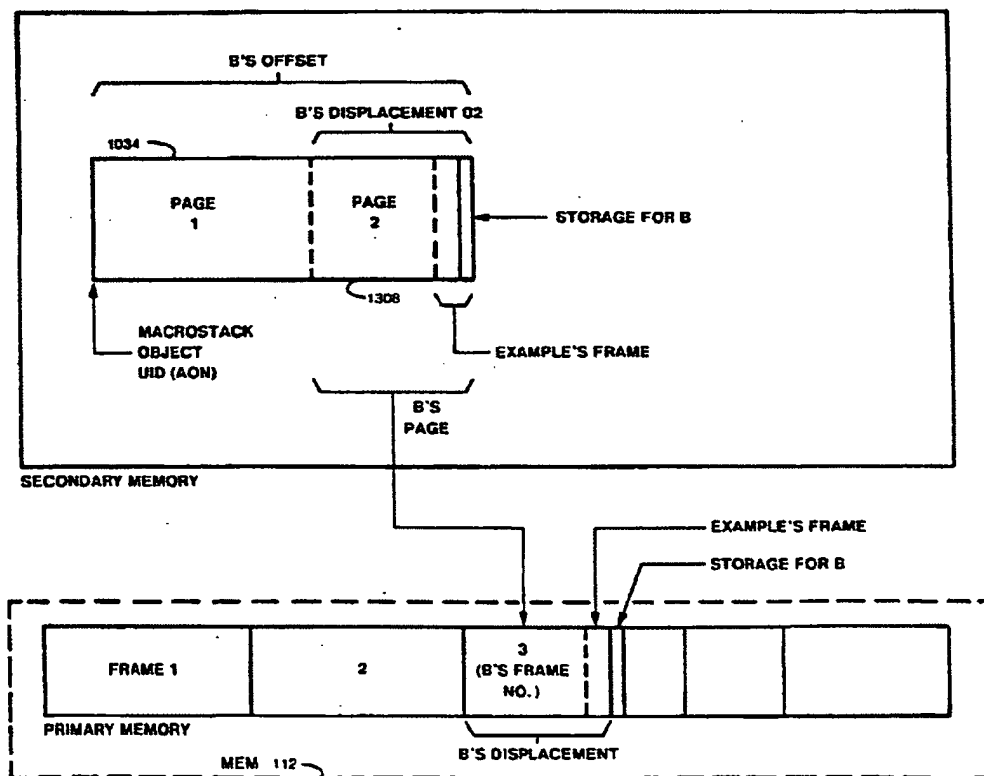 B'S OFFSET
B'S DISPLACEMENT 02
1034
PAGE
1
PAGE
2
STORAGE FOR B
1308
MACROSTACK
OBJECT
UID (AON)
EXAMPLE'S FRAME
B'S
PAGE
SECONDARY MEMORY
EXAMPLE'S FRAME
STORAGE FOR B
FRAME 1
2
3
(B'S FRAME
NO.)
PRIMARY MEMORY
B'S DISPLACEMENT
MEM 112